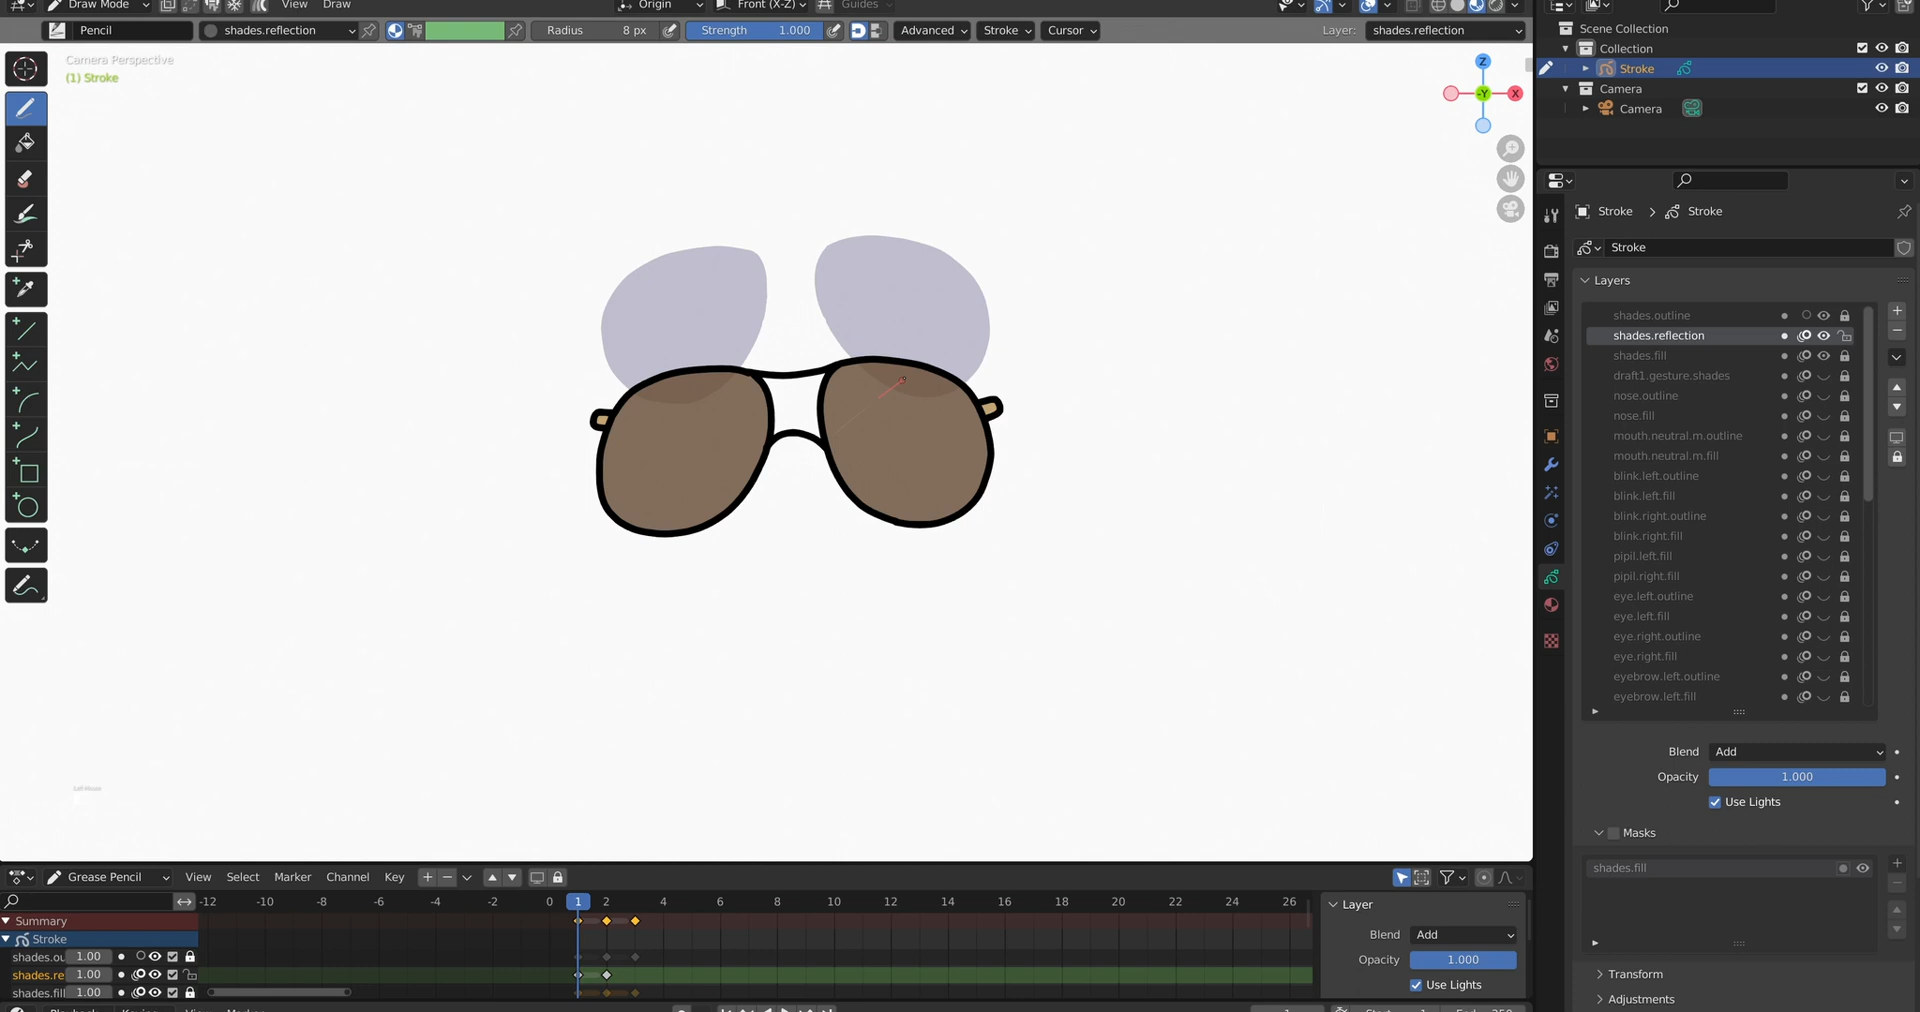 Draw Mode View Draw Origin Front (X-Z) Guides
Pencil shades.reflection Radius 8 px Strength 1.000 Advanced Stroke Cursor Layer: shades.reflection
Camera Perspective
(1) Stroke
Z
-Y X
Scene Collection
Collection
Stroke
Camera
Camera
Stroke Stroke
Stroke
Layers
shades.outline
shades.reflection
shades.fill
draft1.gesture.shades
nose.outline
nose.fill
mouth.neutral.m.outline
mouth.neutral.m.fill
blink.left.outline
blink.left.fill
blink.right.outline
blink.right.fill
pipil.left.fill
pipil.right.fill
eye.left.outline
eye.left.fill
eye.right.outline
eye.right.fill
eyebrow.left.outline
eyebrow.left.fill
Blend Add
Opacity 1.000
Use Lights
Masks
shades.fill
Transform
Adjustments
Left Mouse
Grease Pencil View Select Marker Channel Key
-12 -10 -8 -6 -4 -2 0 1 2 4 6 8 10 12 14 16 18 20 22 24 26
Summary
Stroke
shades.ou 1.00
shades.re 1.00
shades.fill 1.00
Layer
Blend Add
Opacity 1.000
Use Lights